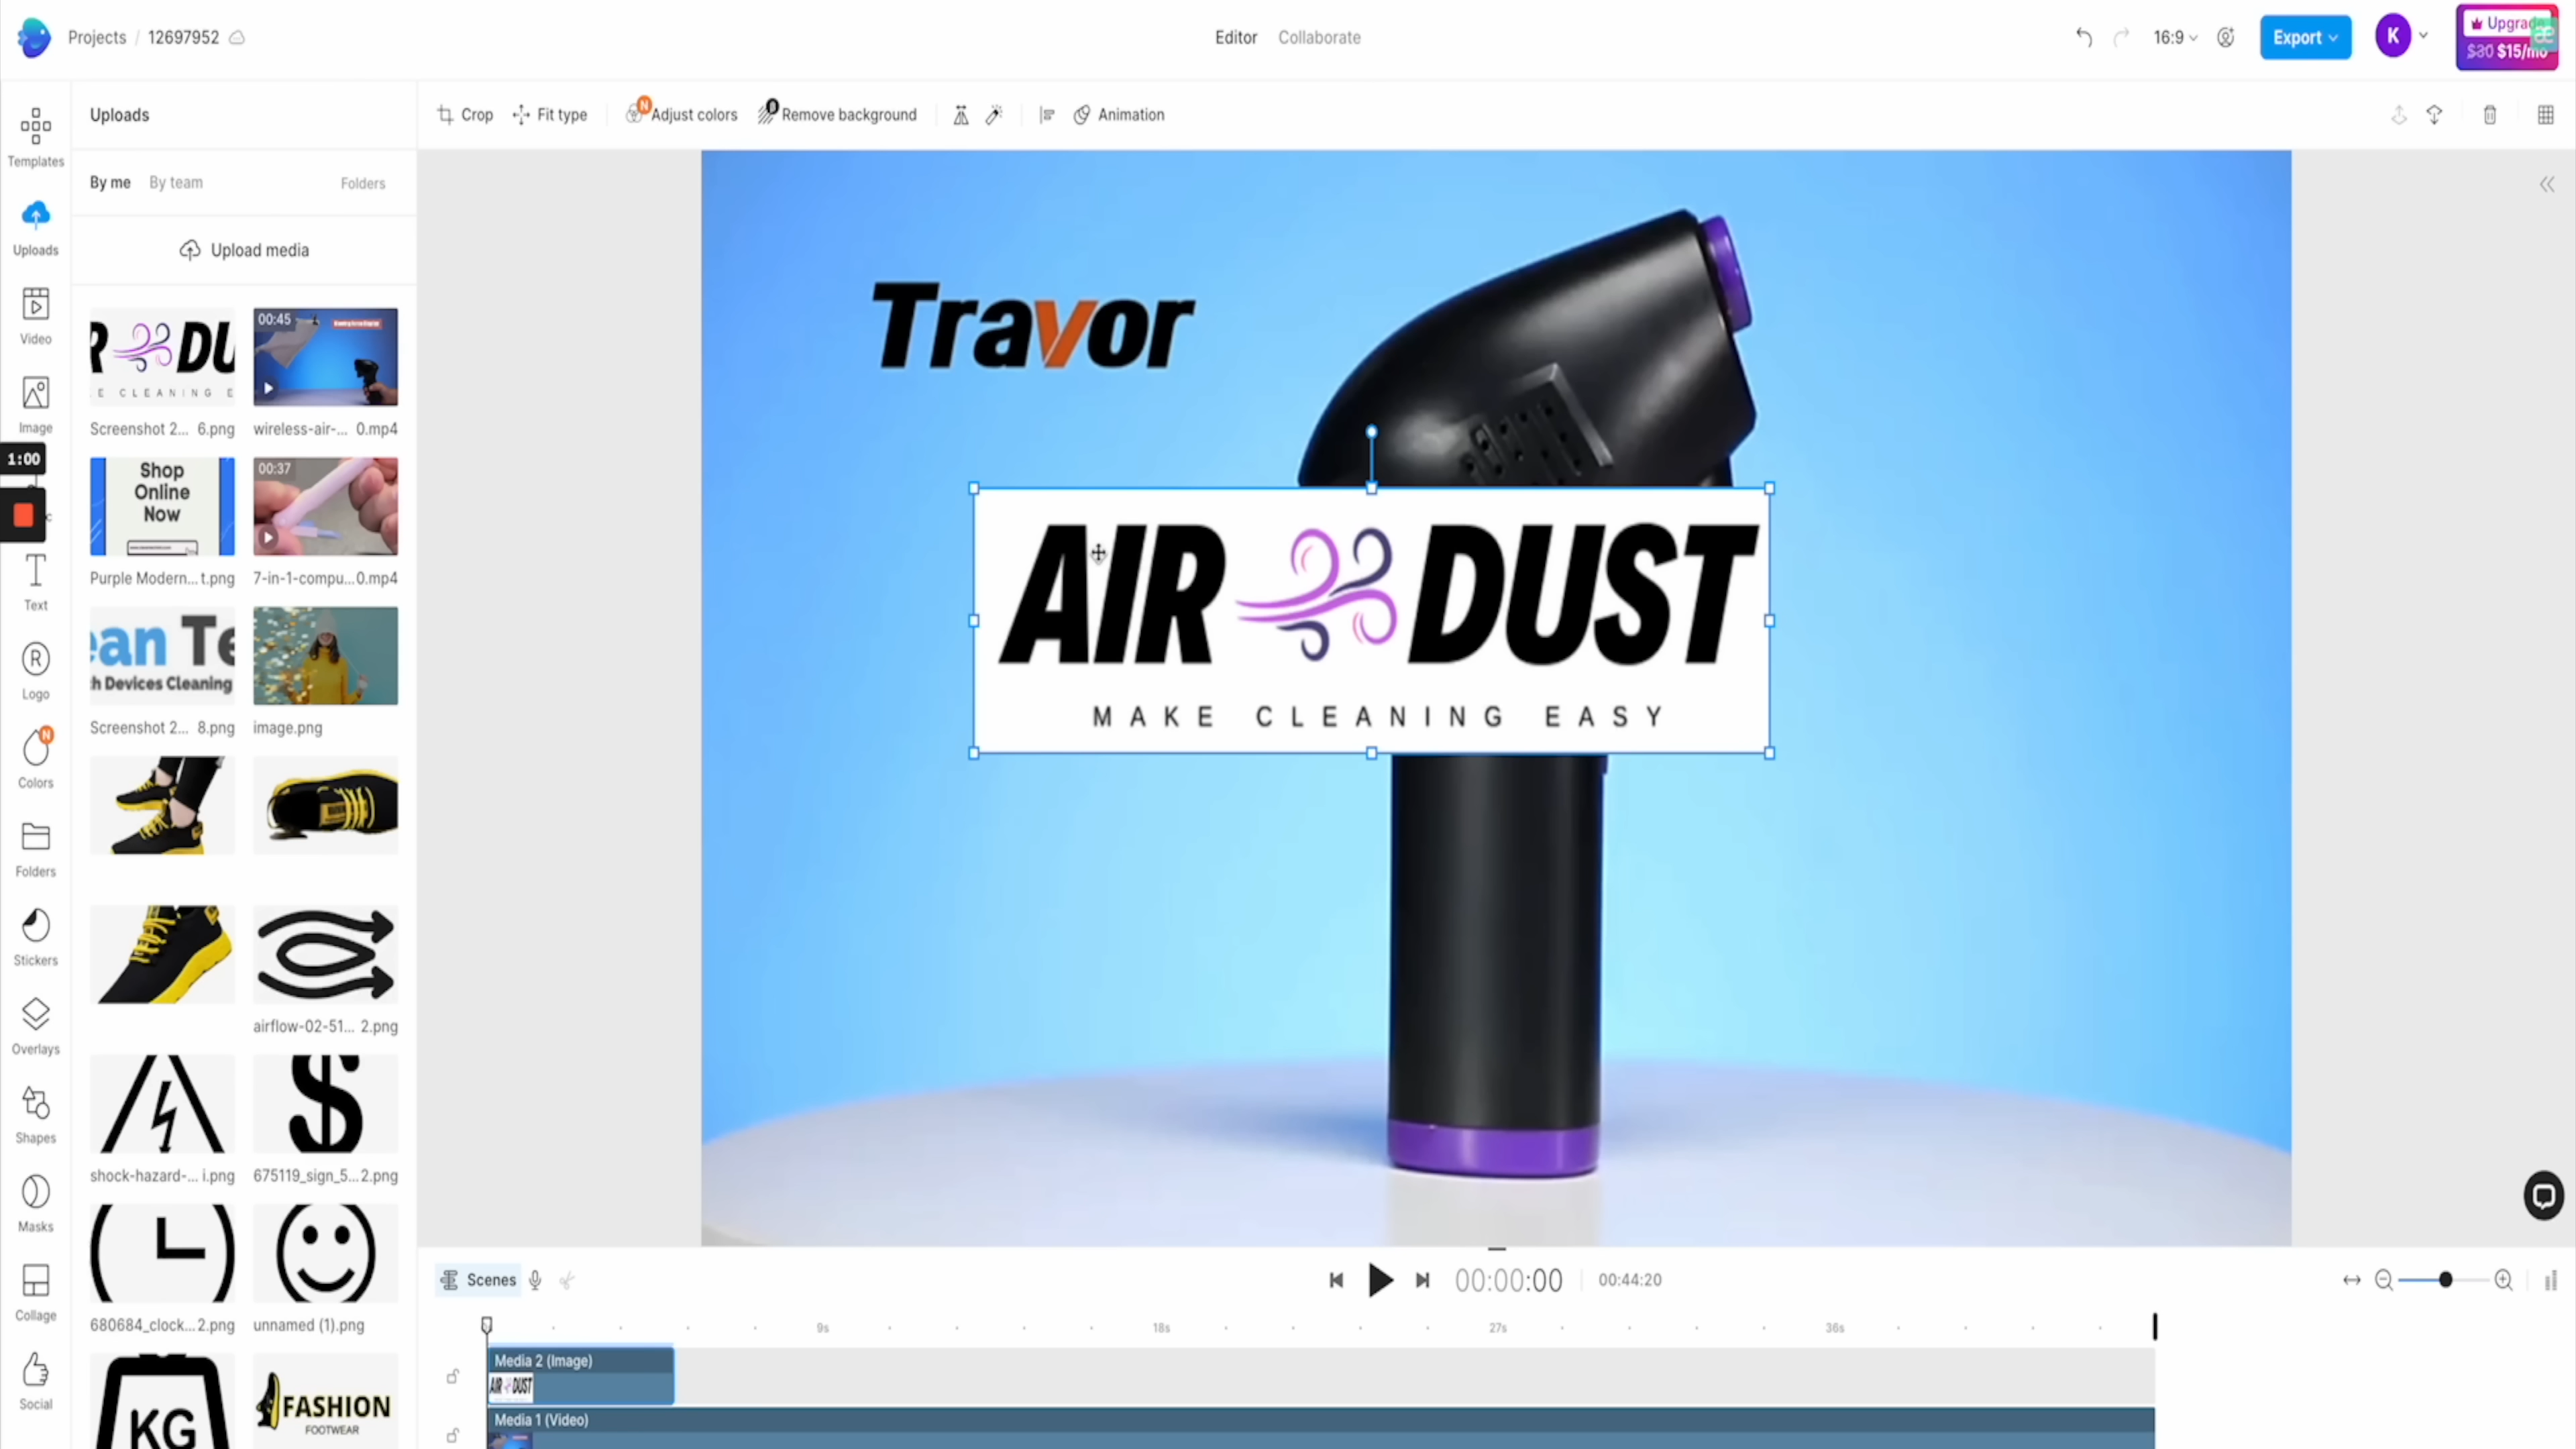 Projects / 12697952
Editor
Collaborate
16:9
Export
K
Upgrade
$30 $15/mo
Templates
Uploads
Video
Image
1:00
Text
Logo
N
Colors
Folders
Stickers
Overlays
Shapes
Masks
Collage
Social
Uploads
By me
By team
Folders
Upload media
R DU
E CLEANING E
00:45
Screenshot 2... 6.png
wireless-air-... 0.mp4
Shop
Online
Now
00:37
Purple Modern... t.png
7-in-1-compu...0.mp4
ean Te
h Devices Cleaning
Screenshot 2... 8.png
image.png
airflow-02-51... 2.png
$
shock-hazard-... i.png
675119_sign_5...2.png
680684_clock...2.png
unnamed (1).png
KG
FASHION
FOOTWEAR
Crop
Fit type
N
Adjust colors
Remove background
Animation
Travor
AIR DUST
MAKE CLEANING EASY
Scenes
00:00:00
00:44:20
9s
18s
27s
36s
Media 2 (Image)
AIR DUST
Media 1 (Video)